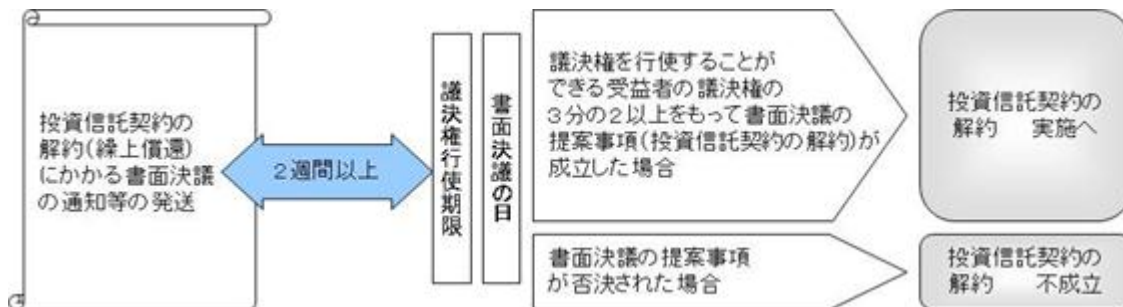 投資信託契約の
解約(繰上償還)
にかかる書面決議
の通知等の発送
2週間以上
議決権行使期限
書面決議の日
議決権を行使することが
できる受益者の議決権の
3分の2以上をもって書面決議の
提案事項(投資信託契約の解約)が
成立した場合
投資信託契約の
解約　実施へ
書面決議の提案事項
が否決された場合
投資信託契約の
解約　不成立